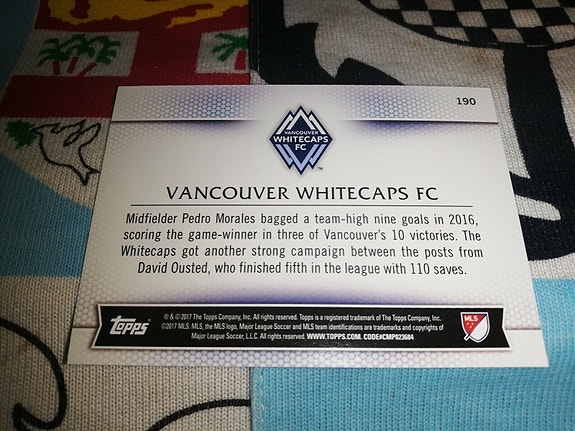 190
VANCOUVER
WHITECAPS
FC
TM
VANCOUVER WHITECAPS FC
Midfielder Pedro Morales bagged a team-high nine goals in 2016,
scoring the game-winner in three of Vancouver's 10 victories. The
Whitecaps got another strong campaign between the posts from
David Ousted, who finished fifth in the league with 110 saves.
Topps
® & © 2017 The Topps Company, Inc. All rights reserved. Topps is a registered trademark of The Topps Company, Inc.
©2017 MLS. MLS, the MLS logo, Major League Soccer and MLS team identifications are trademarks and copyrights of
Major League Soccer, L.L.C. All rights reserved. WWW.TOPPS.COM. CODE#CMP023684
MLS